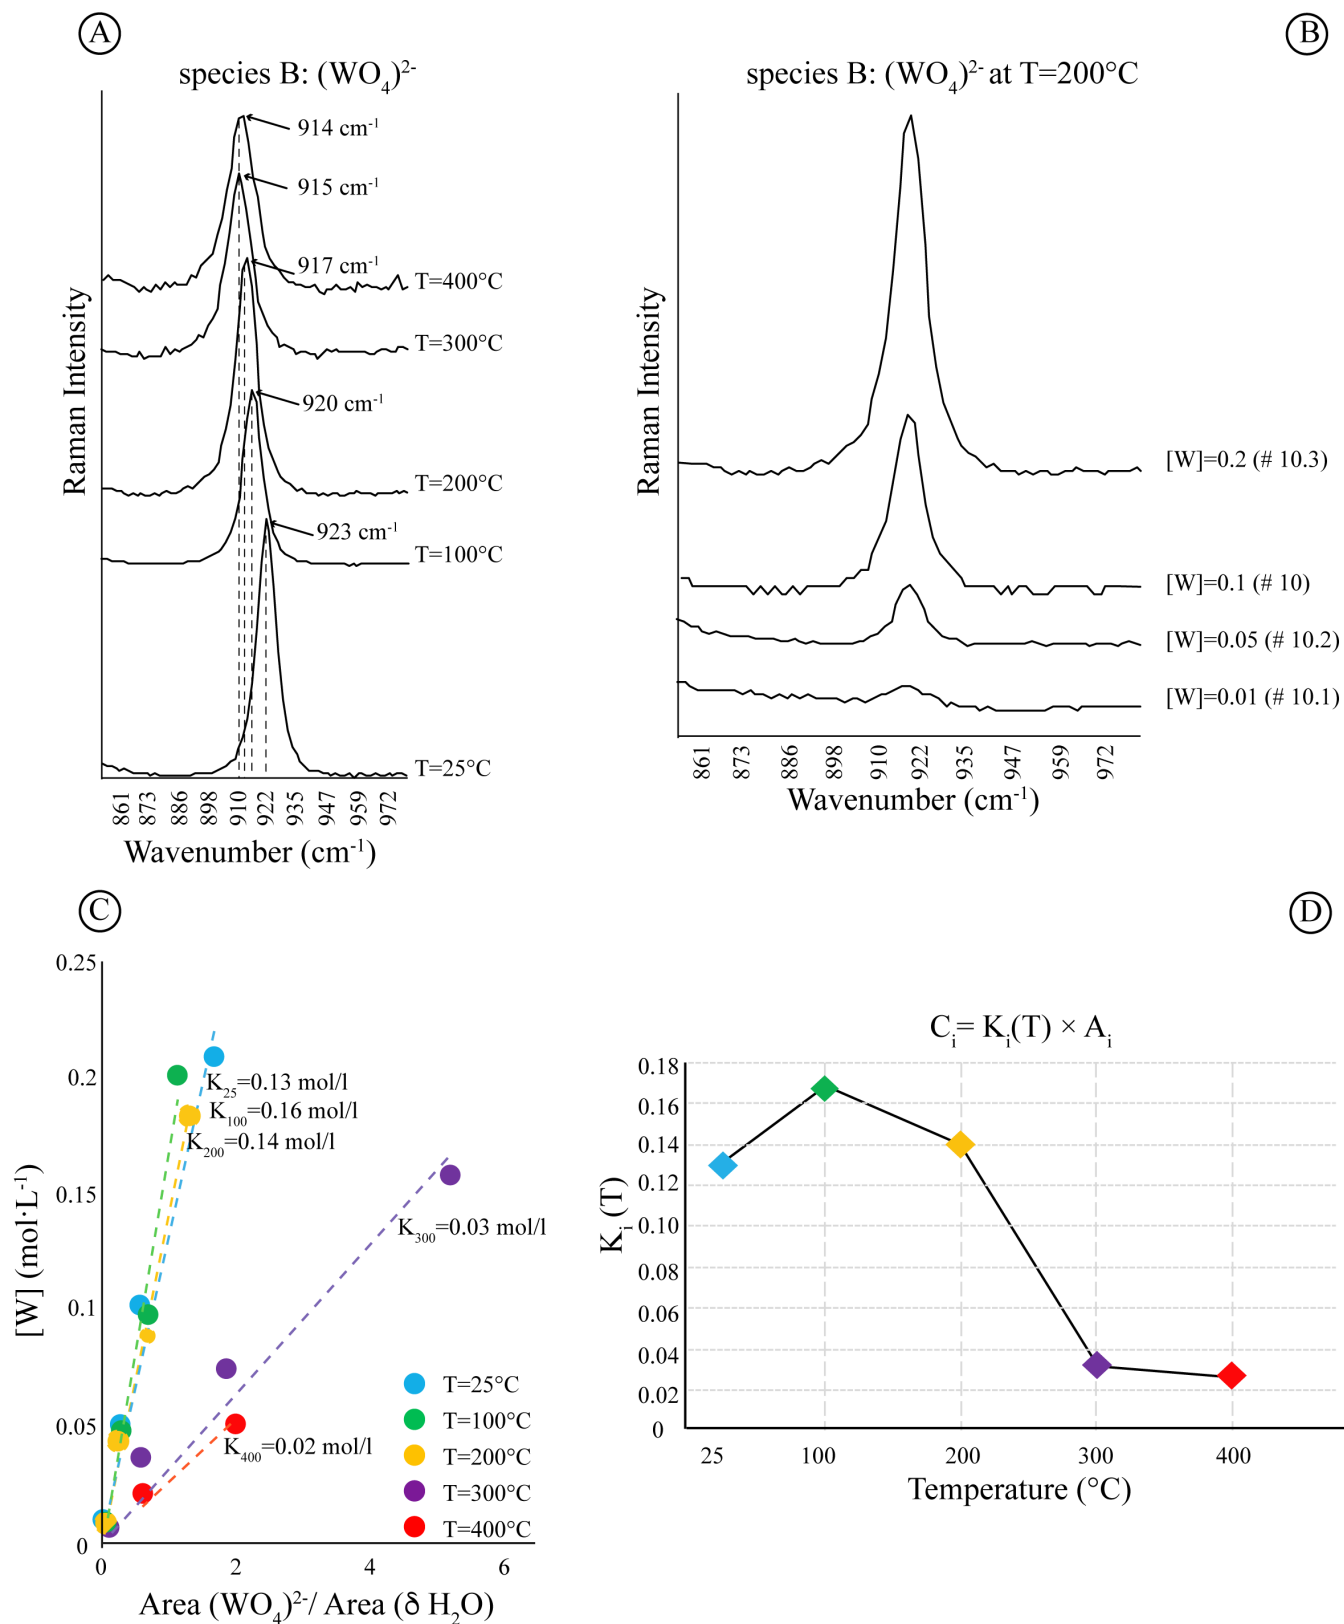 A
species B: (WO₄)²⁻
914 cm⁻¹
915 cm⁻¹
917 cm⁻¹
T=400°C
T=300°C
920 cm⁻¹
T=200°C
923 cm⁻¹
T=100°C
T=25°C
Raman Intensity
861 873 886 898 910 922 935 947 959 972
Wavenumber (cm⁻¹)
B
species B: (WO₄)²⁻ at T=200°C
Raman Intensity
[W]=0.2 (# 10.3)
[W]=0.1 (# 10)
[W]=0.05 (# 10.2)
[W]=0.01 (# 10.1)
861 873 886 898 910 922 935 947 959 972
Wavenumber (cm⁻¹)
C
[W] (mol·L⁻¹)
0.25
0.2
0.15
0.1
0.05
0
K₂₅=0.13 mol/l
K₁₀₀=0.16 mol/l
K₂₀₀=0.14 mol/l
K₃₀₀=0.03 mol/l
K₄₀₀=0.02 mol/l
T=25°C
T=100°C
T=200°C
T=300°C
T=400°C
0 2 4 6
Area (WO₄)²⁻/ Area (δ H₂O)
D
Cᵢ= Kᵢ(T) × Aᵢ
Kᵢ (T)
0.18
0.16
0.14
0.12
0.10
0.08
0.06
0.04
0.02
0
25 100 200 300 400
Temperature (°C)